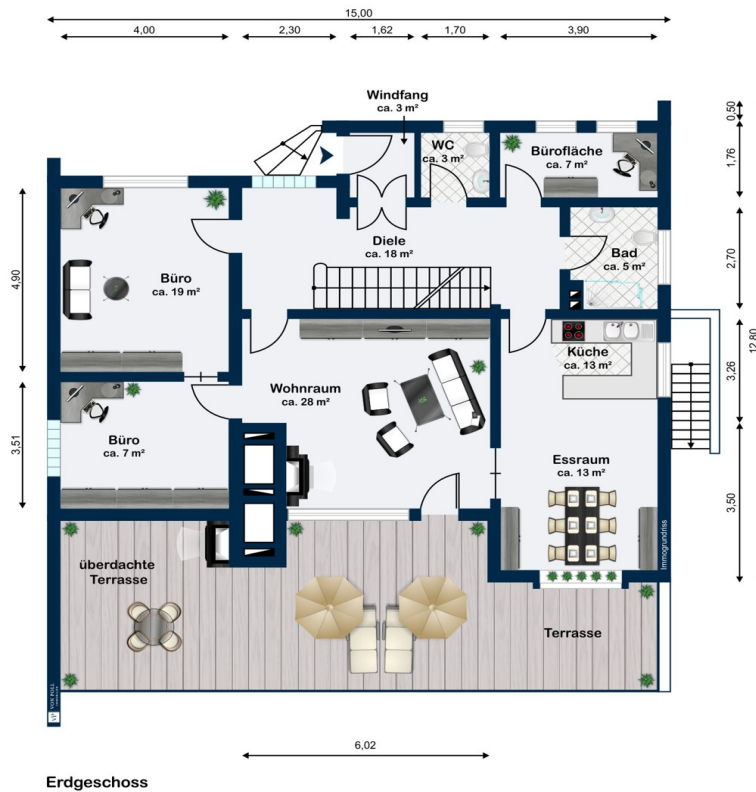 15,00
4,00
2,30
1,62
1,70
3,90
Windfang
ca. 3 m²
WC
ca. 3 m²
Bürofläche
ca. 7 m²
0,50
1,76
2,70
12,80
3,26
3,50
4,90
3,51
Büro
ca. 19 m²
Diele
ca. 18 m²
Bad
ca. 5 m²
Küche
ca. 13 m²
Wohnraum
ca. 28 m²
Büro
ca. 7 m²
Essraum
ca. 13 m²
Immogrundriss
überdachte
Terrasse
Terrasse
VP VON POLL
6,02
Erdgeschoss